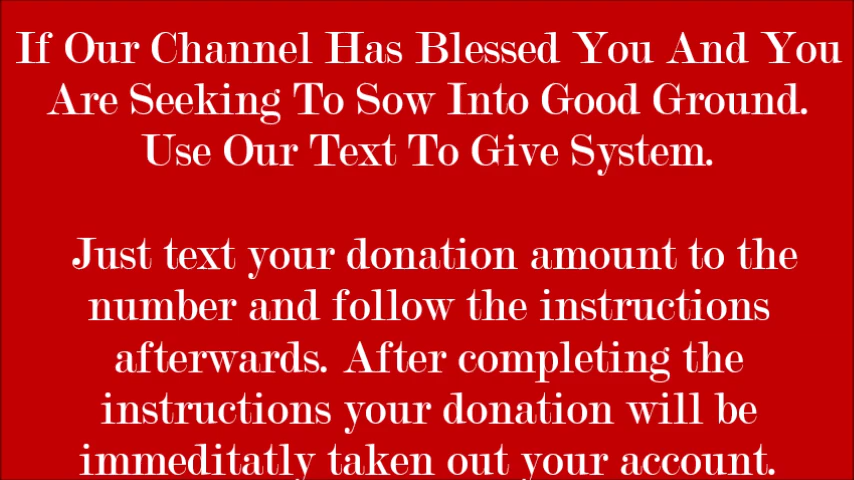 If Our Channel Has Blessed You And You
Are Seeking To Sow Into Good Ground.
Use Our Text To Give System.
Just text your donation amount to the
number and follow the instructions
afterwards. After completing the
instructions your donation will be
immeditatly taken out your account.